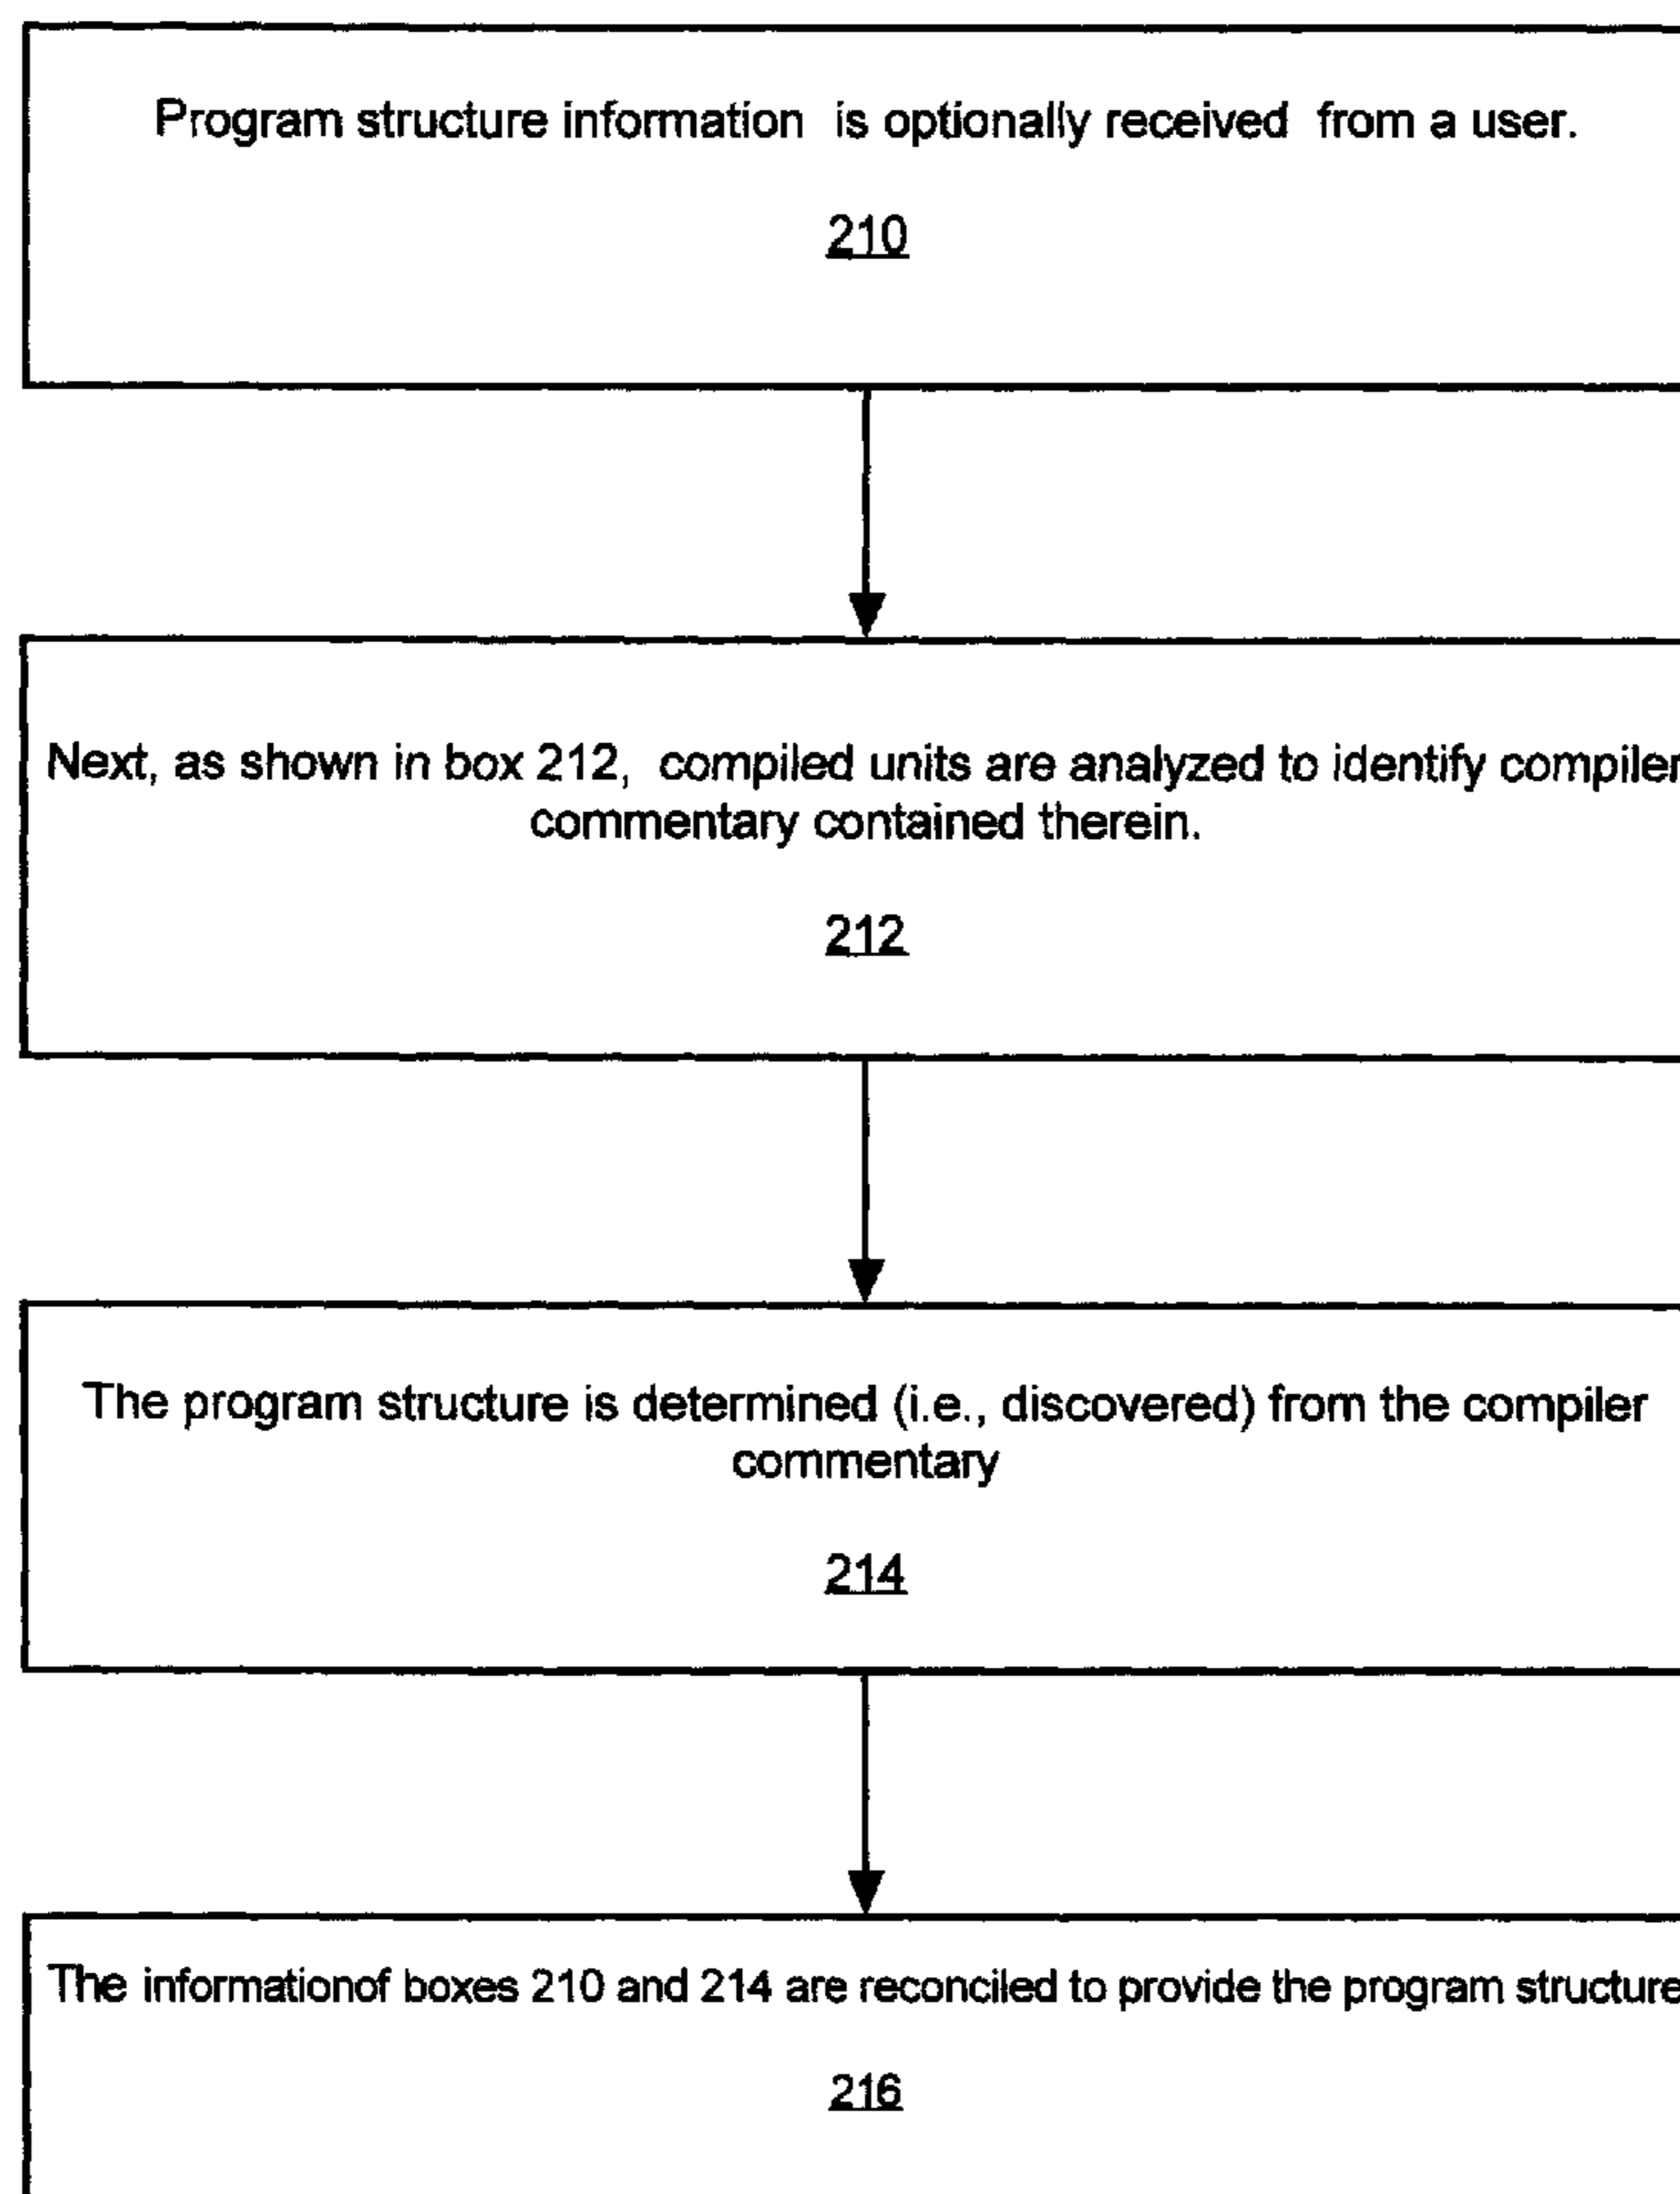 Program structure information is optionally received from a user.
210
Next, as shown in box 212, compiled units are analyzed to identify compiler
commentary contained therein.
212
The program structure is determined (i.e., discovered) from the compiler
commentary
214
The informationof boxes 210 and 214 are reconciled to provide the program structure
216